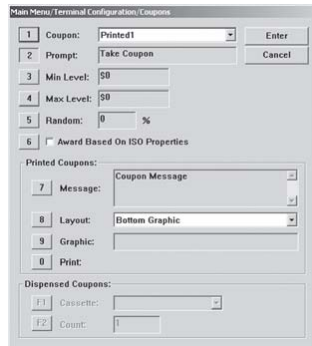 Main Menu/Terminal Configuration/Coupons
1 Coupon: Printed1 Enter
2 Prompt: Take Coupon Cancel
3 Min Level: $0
4 Max Level: $0
5 Random: 0 %
6 Award Based On ISO Properties
Printed Coupons:
7 Message: Coupon Message
8 Layout: Bottom Graphic
9 Graphic:
0 Print:
Dispensed Coupons:
F1 Cassette:
F2 Count: 1